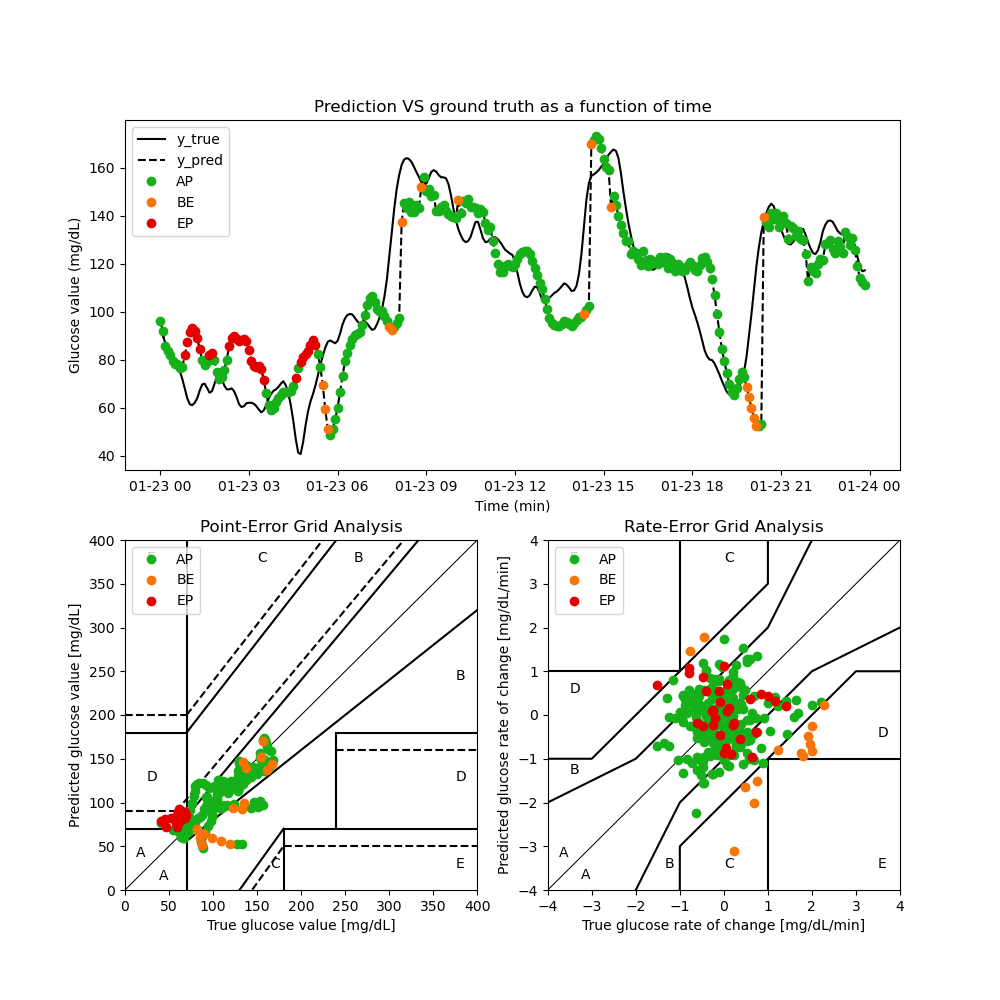 Prediction VS ground truth as a function of time
Glucose value (mg/dL)
160
140
120
100
80
60
40
y_true
y_pred
AP
BE
EP
01-23 00 01-23 03 01-23 06 01-23 09 01-23 12 01-23 15 01-23 18 01-23 21 01-24 00
Time (min)
Point-Error Grid Analysis
Predicted glucose value [mg/dL]
400
350
300
250
200
150
100
50
0
AP
BE
EP
C B
B
D D
A
A
C E
0 50 100 150 200 250 300 350 400
True glucose value [mg/dL]
Rate-Error Grid Analysis
Predicted glucose rate of change [mg/dL/min]
4
3
2
1
0
−1
−2
−3
−4
AP
BE
EP
C
D
D
B
A
A
B C E
−4 −3 −2 −1 0 1 2 3 4
True glucose rate of change [mg/dL/min]